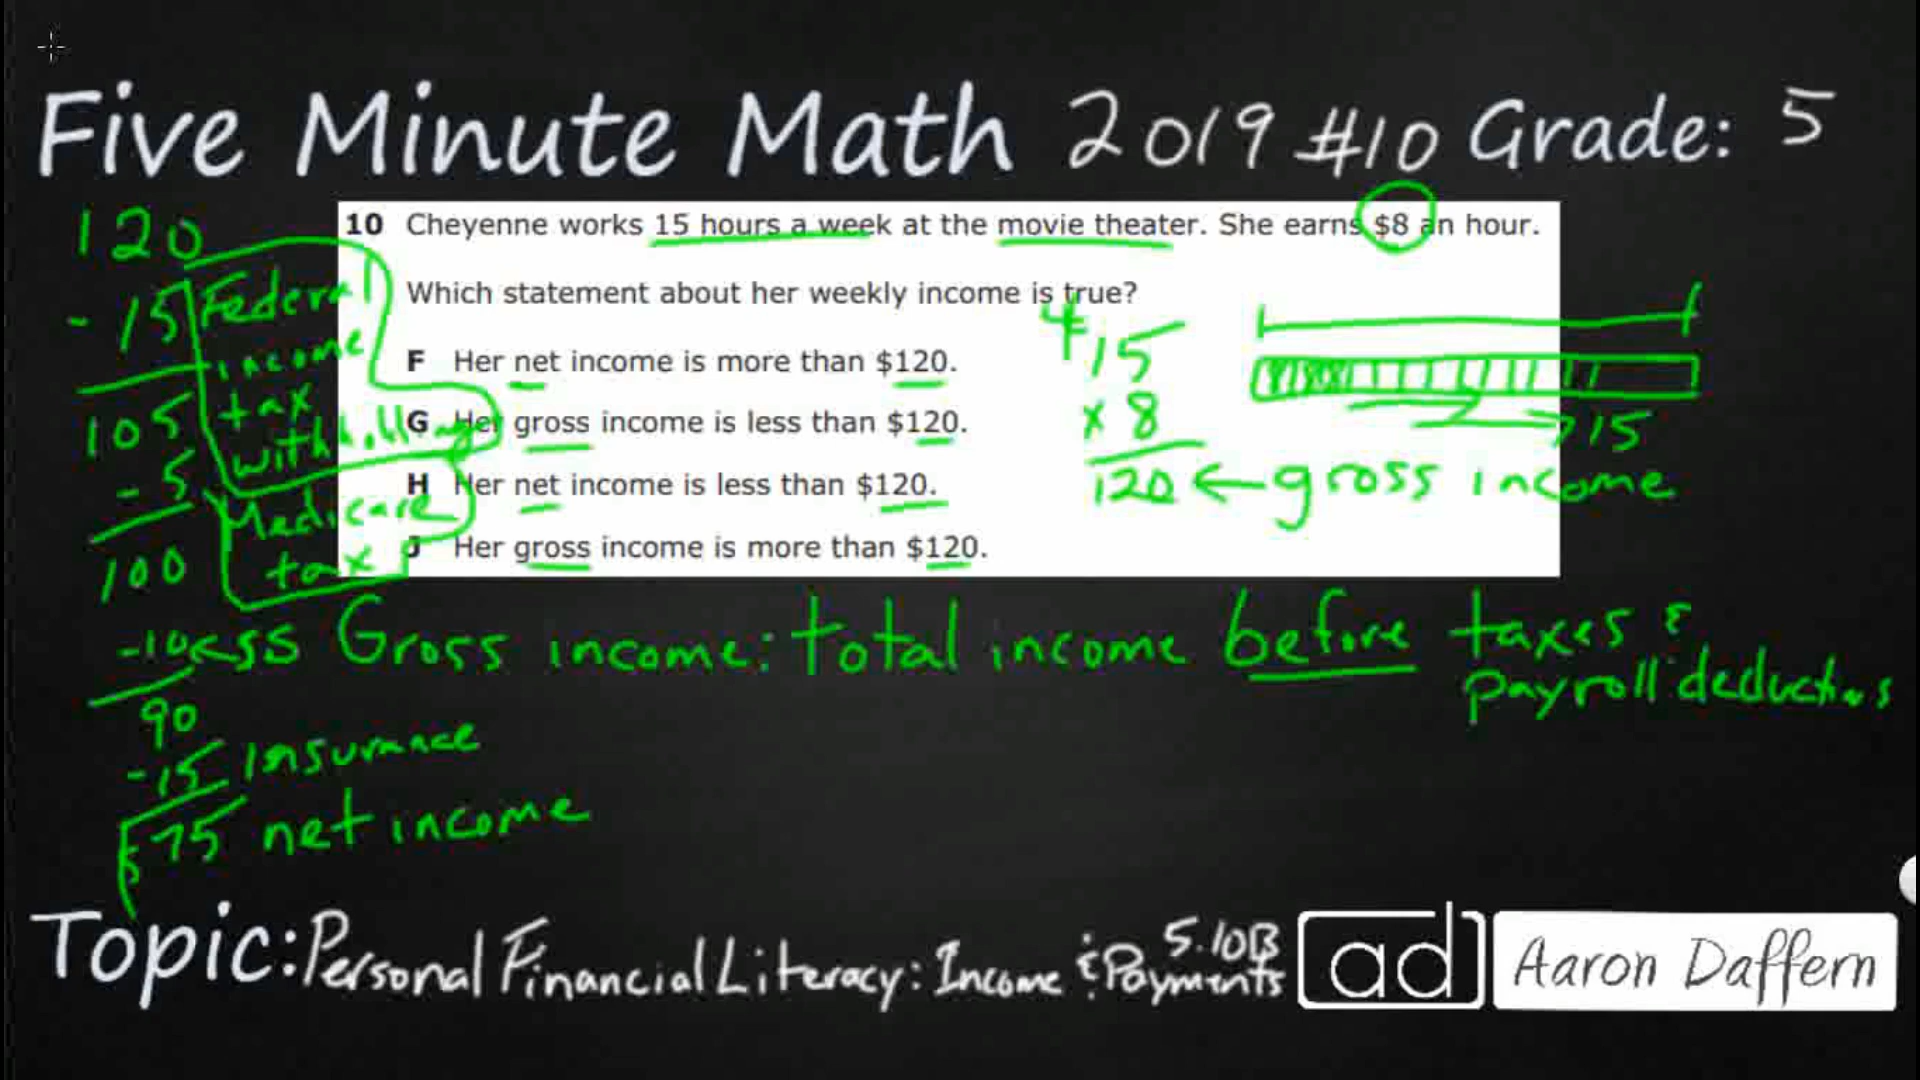 Five Minute Math 2019 #10 Grade: 5
10 Cheyenne works 15 hours a week at the movie theater. She earns $8 an hour.
Which statement about her weekly income is true?
F Her net income is more than $120.
G Her gross income is less than $120.
H Her net income is less than $120.
J Her gross income is more than $120.
4
15
x 8
120 ← gross income
15
120
- 15 Federal
income
105 tax
withholling
- 5 Medicare
100 tax
-10 SS
90
-15 insurance
$75 net income
Gross income: total income before taxes &
payroll deductions
Topic: Personal Financial Literacy: Income & Payments 5.10B
ad Aaron Daffern